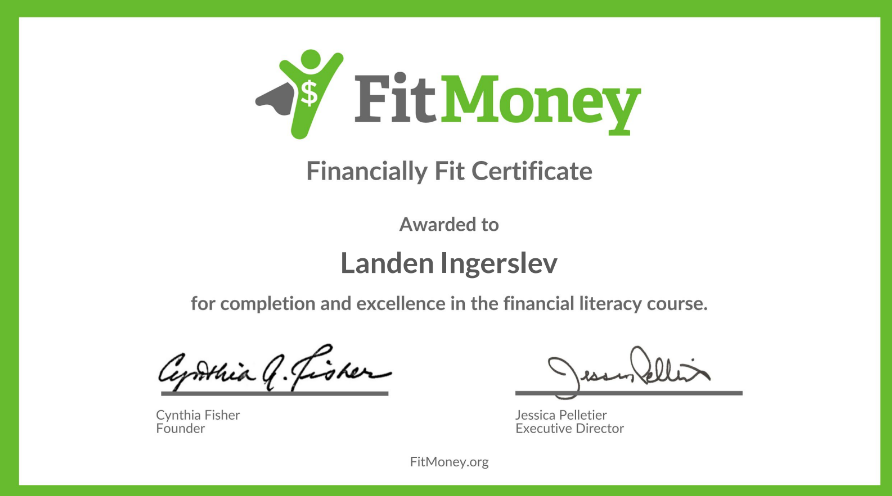 $
FitMoney
Financially Fit Certificate
Awarded to
Landen Ingerslev
for completion and excellence in the financial literacy course.
Cynthia A. Fisher
Jessica Pelletier
Cynthia Fisher
Founder
Jessica Pelletier
Executive Director
FitMoney.org